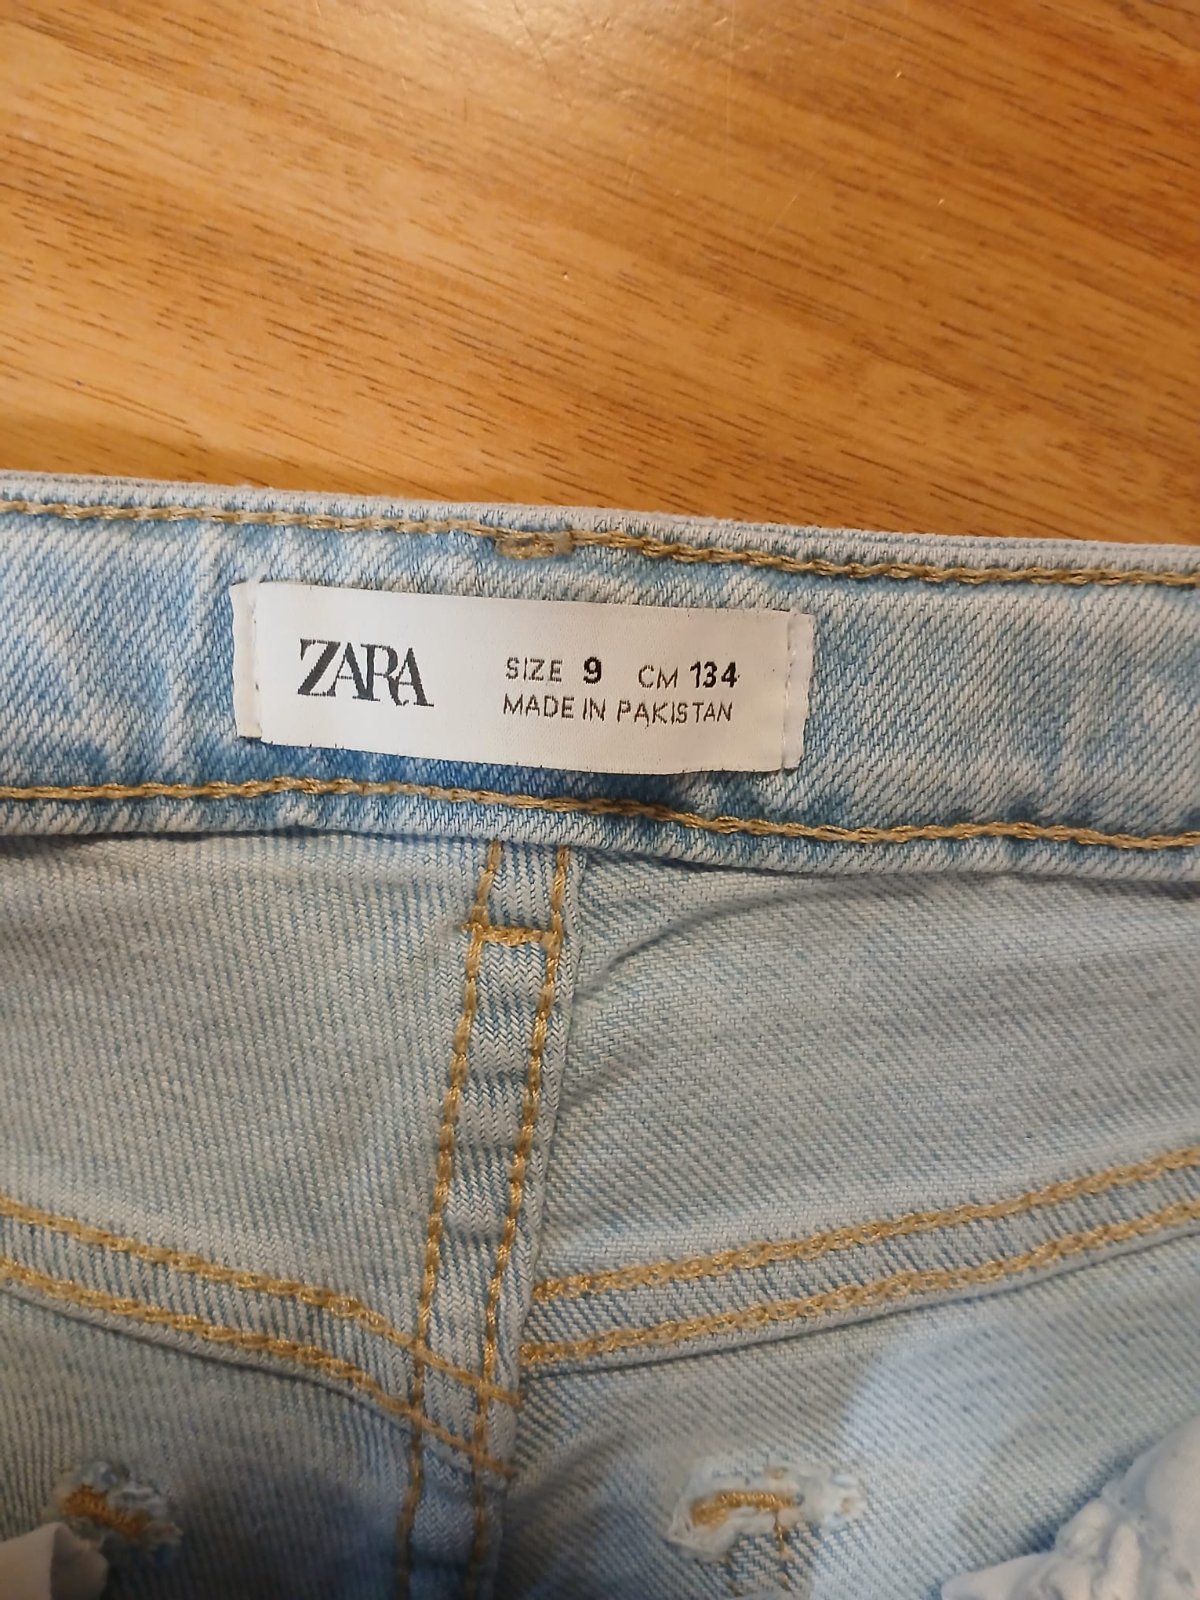 ZARA
SIZE 9 CM 134
MADE IN PAKISTAN